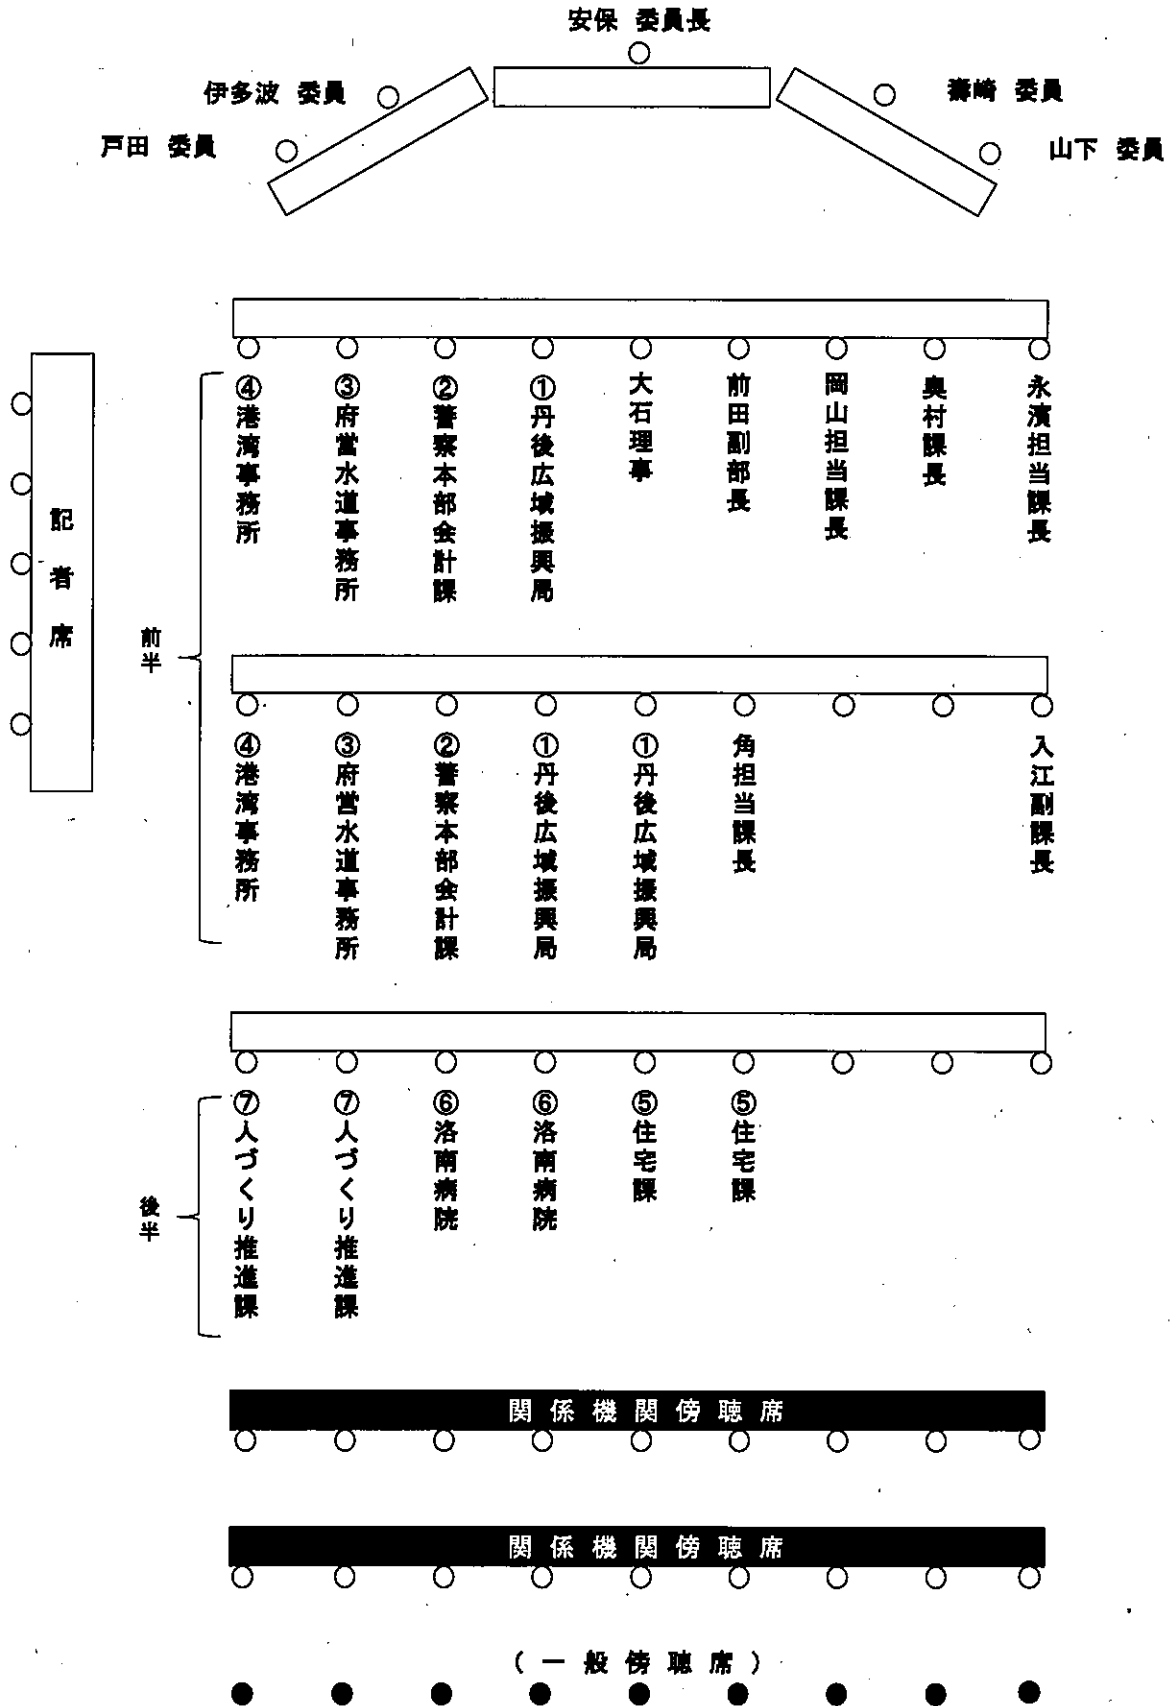 安保 委員長
伊多波 委員
壽崎 委員
戸田 委員
山下 委員
記者席
前半
④港湾事務所
③府営水道事務所
②警察本部会計課
①丹後広域振興局
大石理事
前田副部長
岡山担当課長
奥村課長
永濱担当課長
④港湾事務所
③府営水道事務所
②警察本部会計課
①丹後広域振興局
①丹後広域振興局
角担当課長
入江副課長
後半
⑦人づくり推進課
⑦人づくり推進課
⑥洛南病院
⑥洛南病院
⑤住宅課
⑤住宅課
関係機関傍聴席
関係機関傍聴席
(一般傍聴席)